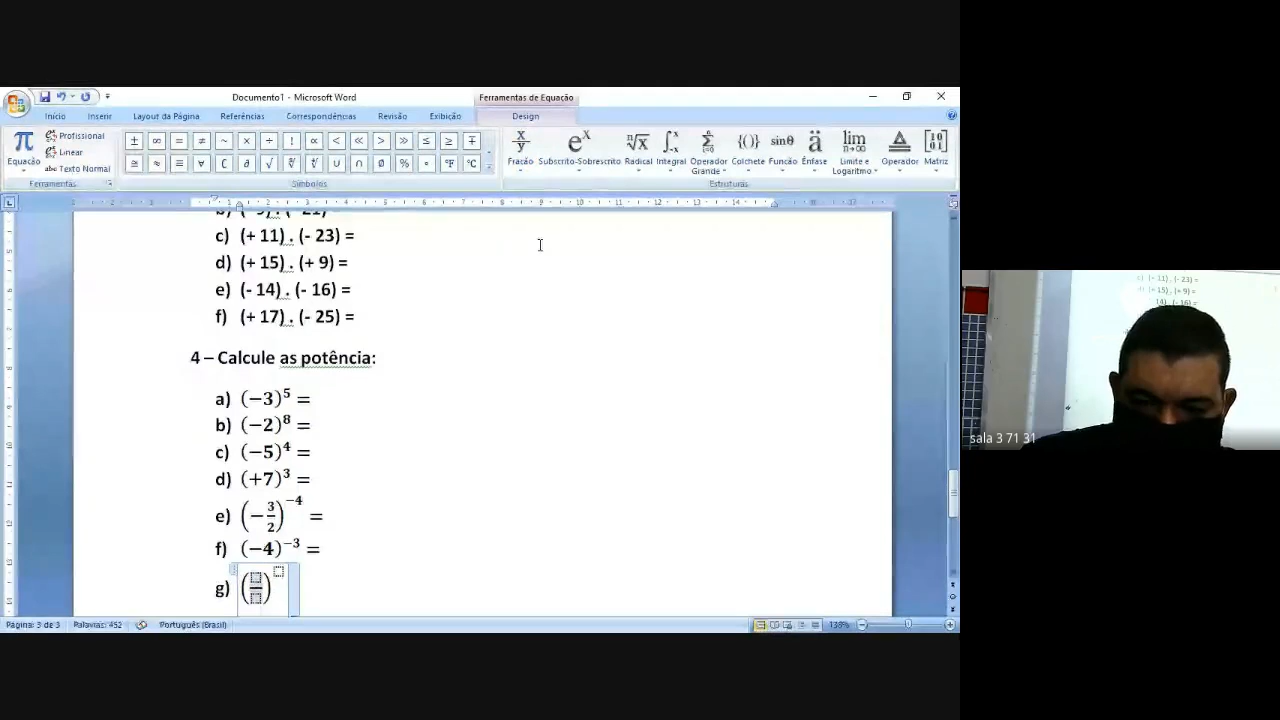 Documento1 - Microsoft Word
Ferramentas de Equação
Início Inserir Layout da Página Referências Correspondências Revisão Exibição Design
π Equação
Profissional
Linear
abc Texto Normal
± ∞ = ≠ ~ × ÷ ! ∝ < ≪ > ≫ ≤ ≥ ∓
≅ ≈ ≡ ∀ ∁ ∂ √ ∛ ∜ ∪ ∩ ∅ % ° °F °C
Fração Subscrito-Sobrescrito Radical Integral Operador Grande Colchete Função Ênfase Limite e Logaritmo Operador Matriz
Ferramentas Símbolos Estruturas
c) (+ 11) . (- 23) =
d) (+ 15) . (+ 9) =
e) (- 14) . (- 16) =
f) (+ 17) . (- 25) =
4 – Calcule as potência:
a) (−3)⁵ =
b) (−2)⁸ =
c) (−5)⁴ =
d) (+7)³ =
e) (−3/2)⁻⁴ =
f) (−4)⁻³ =
g)
Página: 3 de 3 Palavras: 452 Português (Brasil) 138%
sala 3 71 31